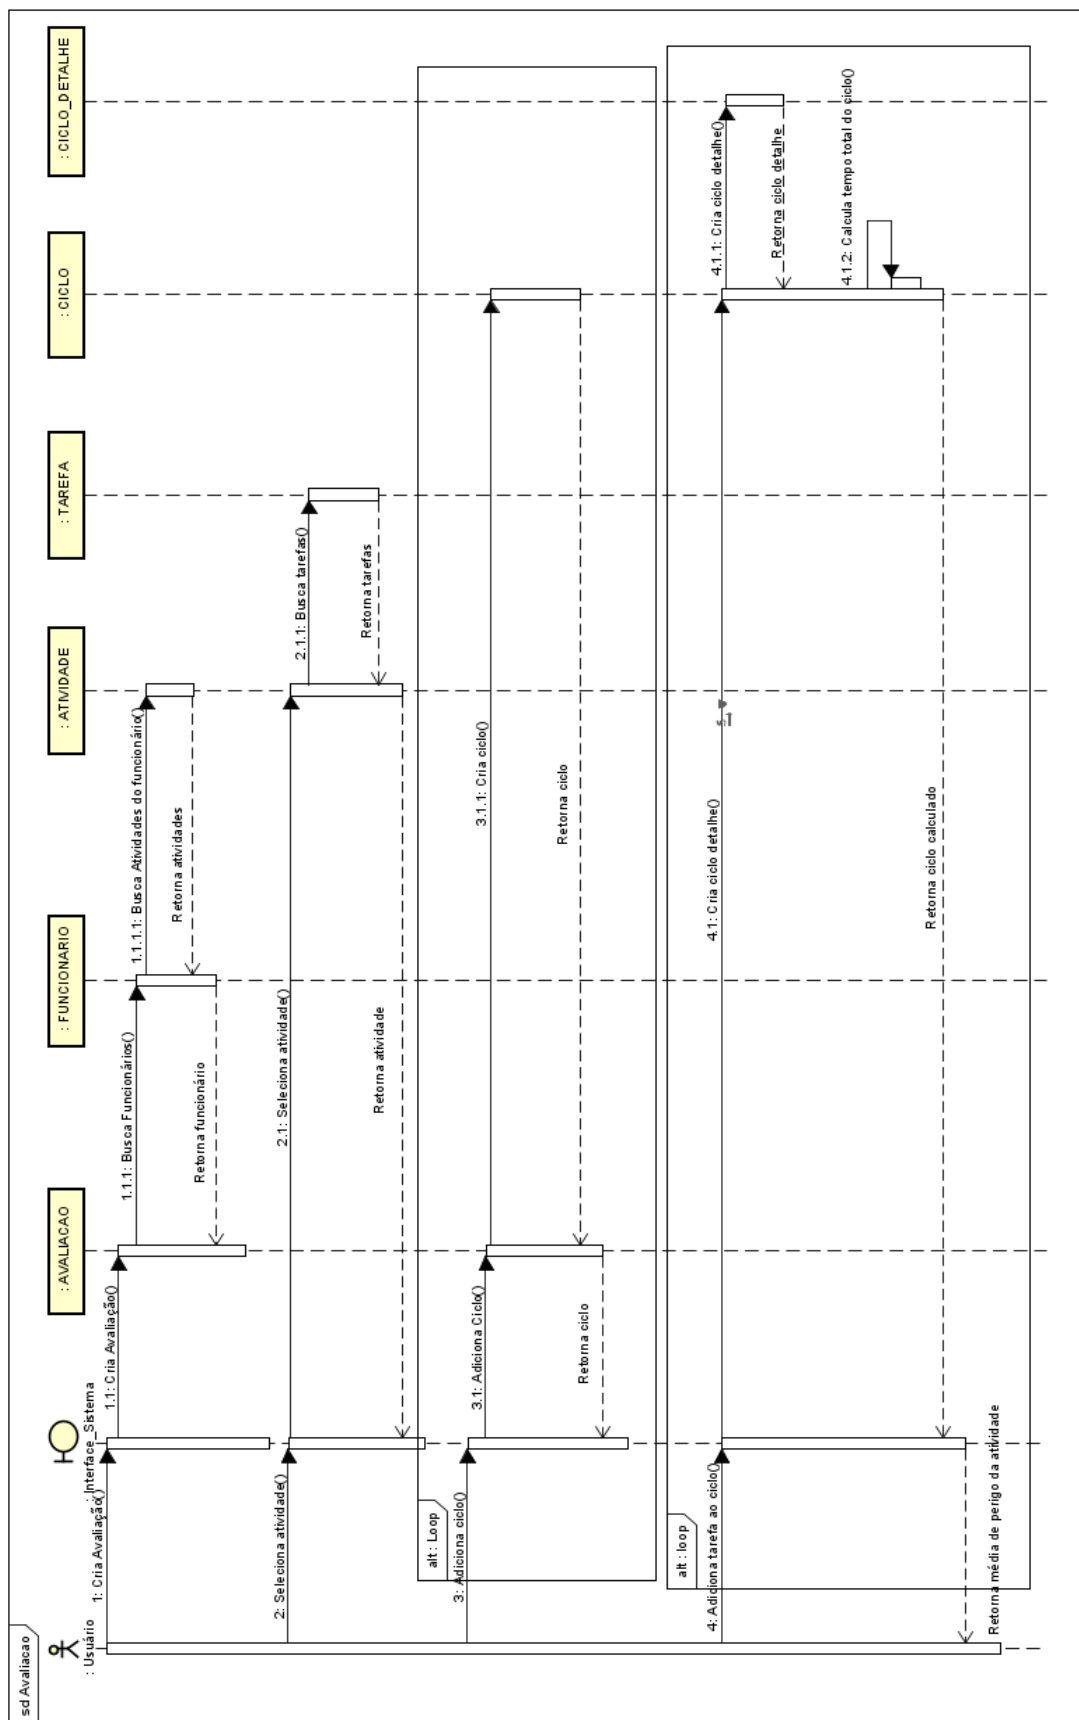 sd Avaliacao
: Usuário
: Interface_Sistema
: AVALIACAO
: FUNCIONARIO
: ATIVIDADE
: TAREFA
: CICLO
: CICLO_DETALHE
1: Cria Avaliação()
1.1: Cria Avaliação()
1.1.1: Busca Funcionários()
1.1.1.1: Busca Atividades do funcionário()
Retorna atividades
Retorna funcionário
2: Seleciona atividade()
2.1: Seleciona atividade()
2.1.1: Busca tarefas()
Retorna tarefas
Retorna atividade
alt : Loop
3: Adiciona ciclo()
3.1: Adiciona Ciclo()
3.1.1: Cria ciclo()
Retorna ciclo
Retorna ciclo
alt : loop
4: Adiciona tarefa ao ciclo()
4.1: Cria ciclo detalhe()
4.1.1: Cria ciclo detalhe()
Retorna ciclo detalhe
4.1.2: Calcula tempo total do ciclo()
Retorna ciclo calculado
Retorna média de perigo da atividade